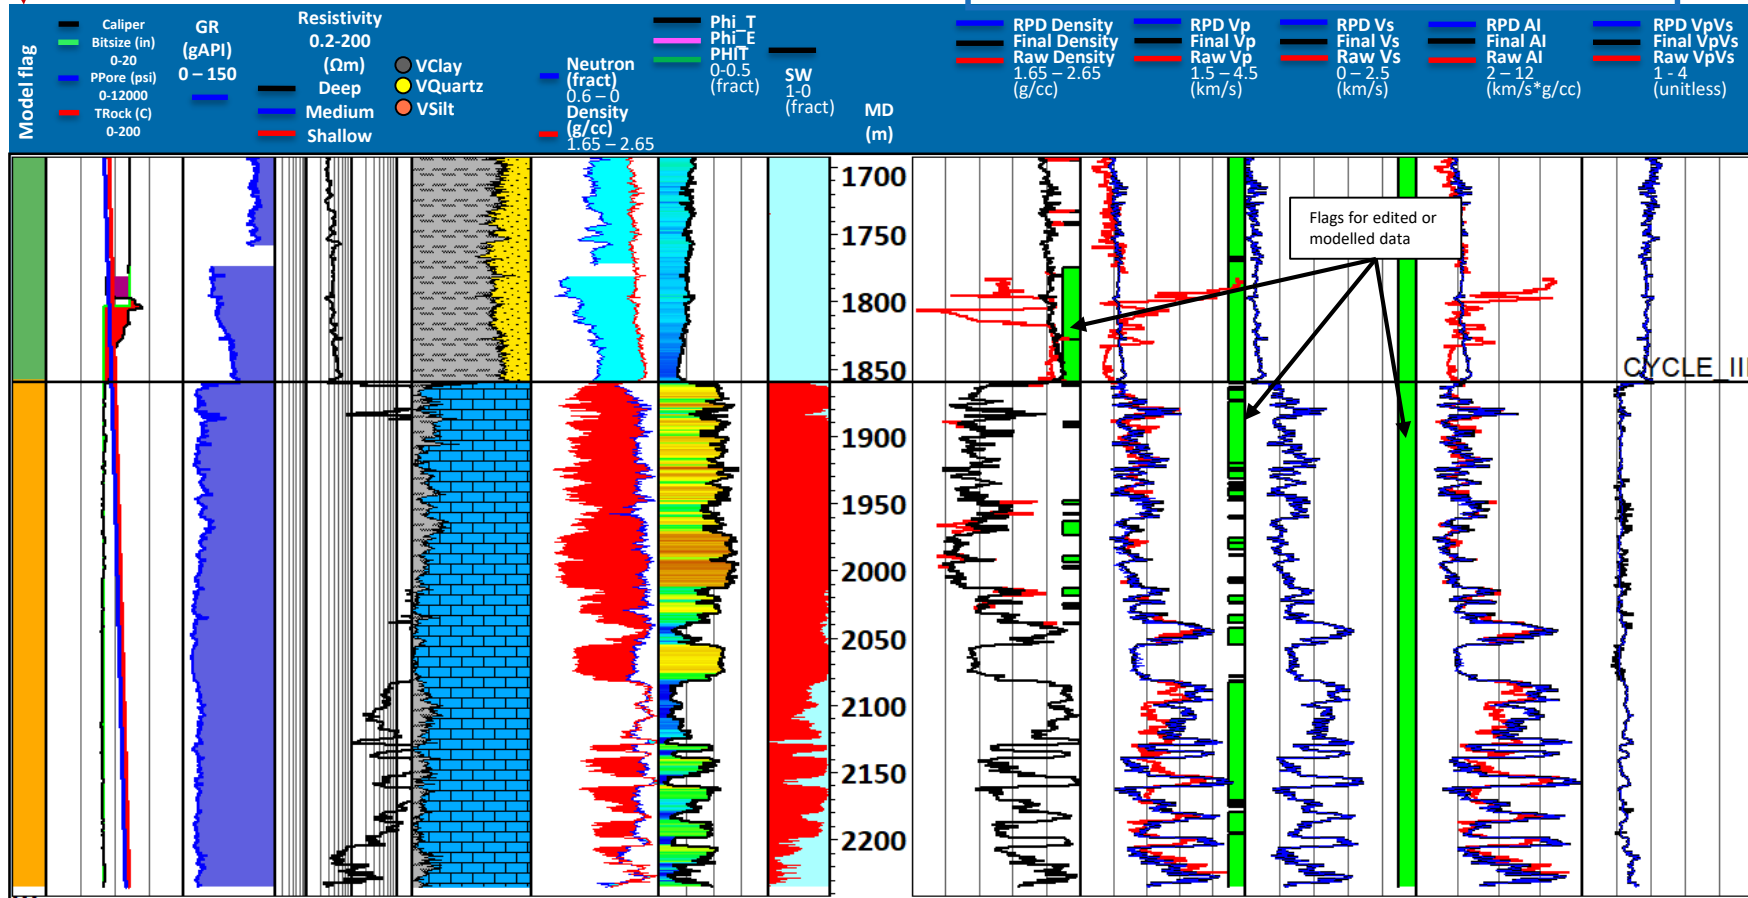 Model flag
Caliper
Bitsize (in)
0-20
PPore (psi)
0-12000
TRock (C)
0-200
GR
(gAPI)
0 – 150
Resistivity
0.2-200
(Ωm)
Deep
Medium
Shallow
VClay
VQuartz
VSilt
Neutron
(fract)
0.6 – 0
Density
(g/cc)
1.65 – 2.65
Phi_T
Phi_E
PHIT
0-0.5
(fract)
SW
1-0
(fract)
MD
(m)
RPD Density
Final Density
Raw Density
1.65 - 2.65
(g/cc)
RPD Vp
Final Vp
Raw Vp
1.5 – 4.5
(km/s)
RPD Vs
Final Vs
Raw Vs
0 – 2.5
(km/s)
RPD AI
Final AI
Raw AI
2 – 12
(km/s*g/cc)
RPD VpVs
Final VpVs
Raw VpVs
1 - 4
(unitless)
1700
1750
1800
1850
1900
1950
2000
2050
2100
2150
2200
Flags for edited or
modelled data
CYCLE_III